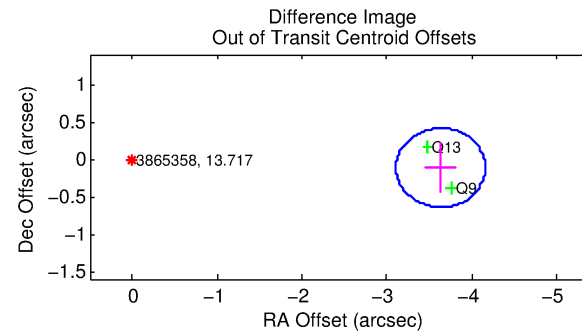 Difference Image
Out of Transit Centroid Offsets
Dec Offset (arcsec)
1
0.5
0
−0.5
−1
−1.5
3865358, 13.717
Q13
Q9
0 −1 −2 −3 −4 −5
RA Offset (arcsec)